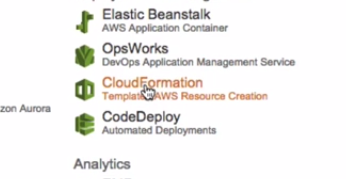 Elastic Beanstalk
AWS Application Container
OpsWorks
DevOps Application Management Service
CloudFormation
Template AWS Resource Creation
zon Aurora
CodeDeploy
Automated Deployments
Analytics